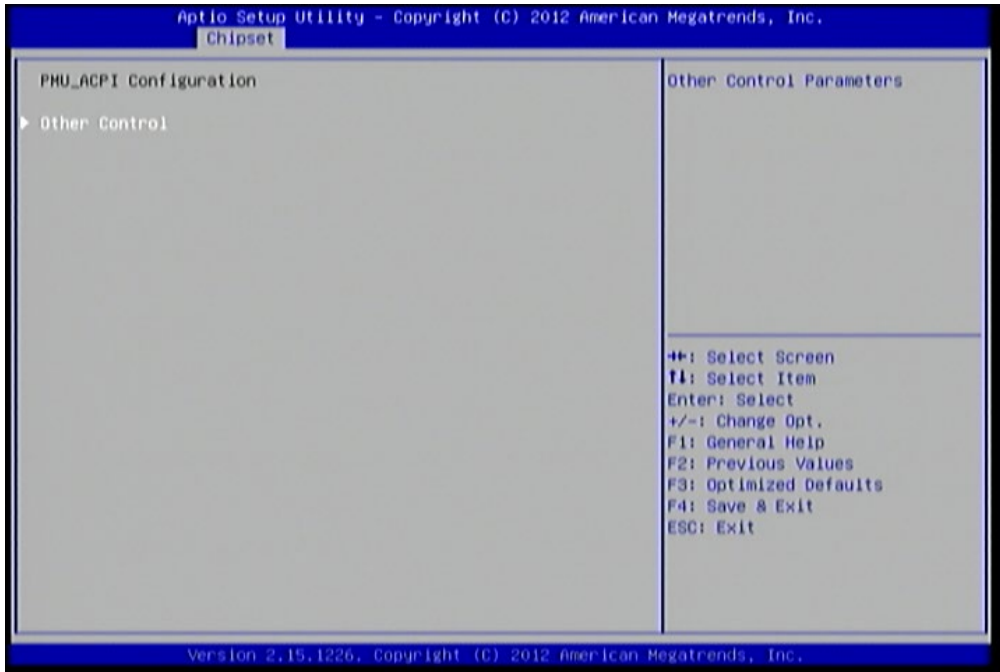 Aptio Setup Utility - Copyright (C) 2012 American Megatrends, Inc.
Chipset
PMU_ACPI Configuration
Other Control
Other Control Parameters
→←: Select Screen
↑↓: Select Item
Enter: Select
+/-: Change Opt.
F1: General Help
F2: Previous Values
F3: Optimized Defaults
F4: Save & Exit
ESC: Exit
Version 2.15.1226. Copyright (C) 2012 American Megatrends, Inc.